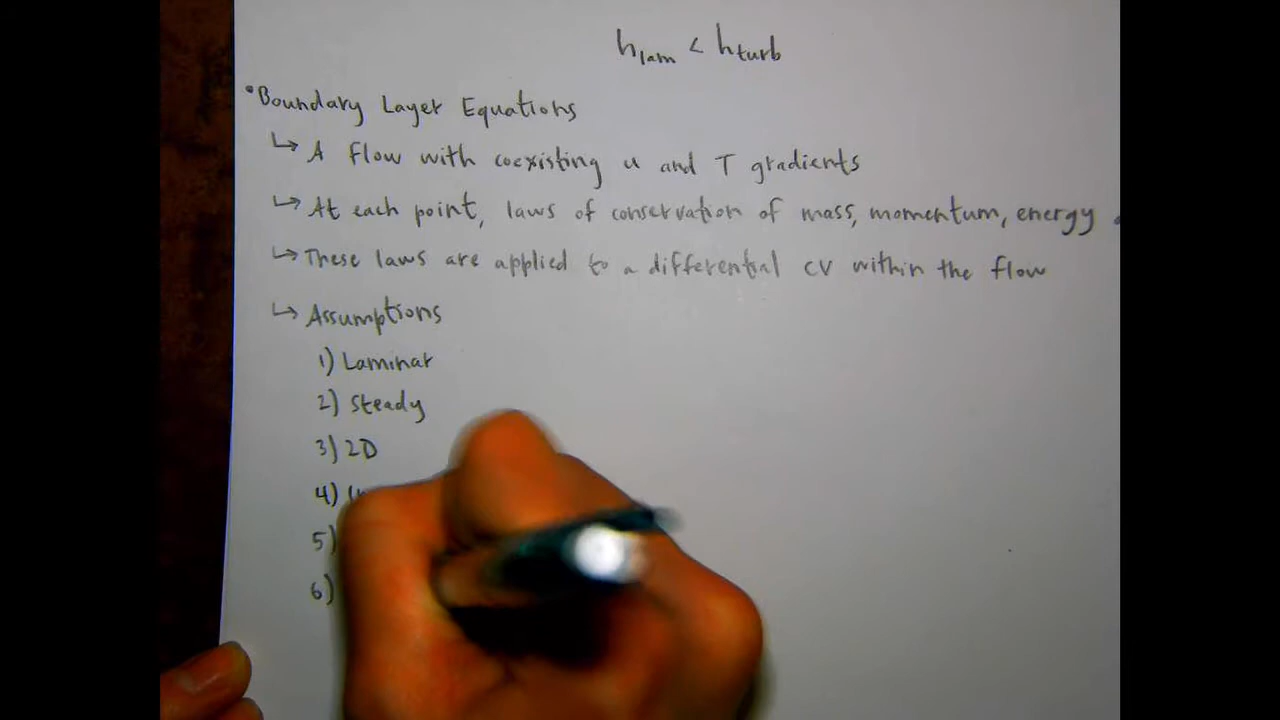 h_lam < h_turb
•Boundary Layer Equations
↳ A flow with coexisting u and T gradients
↳ At each point, laws of conservation of mass, momentum, energy
↳ These laws are applied to a differential CV within the flow
↳ Assumptions
1) Laminar
2) Steady
3) 2D
4)
5)
6)